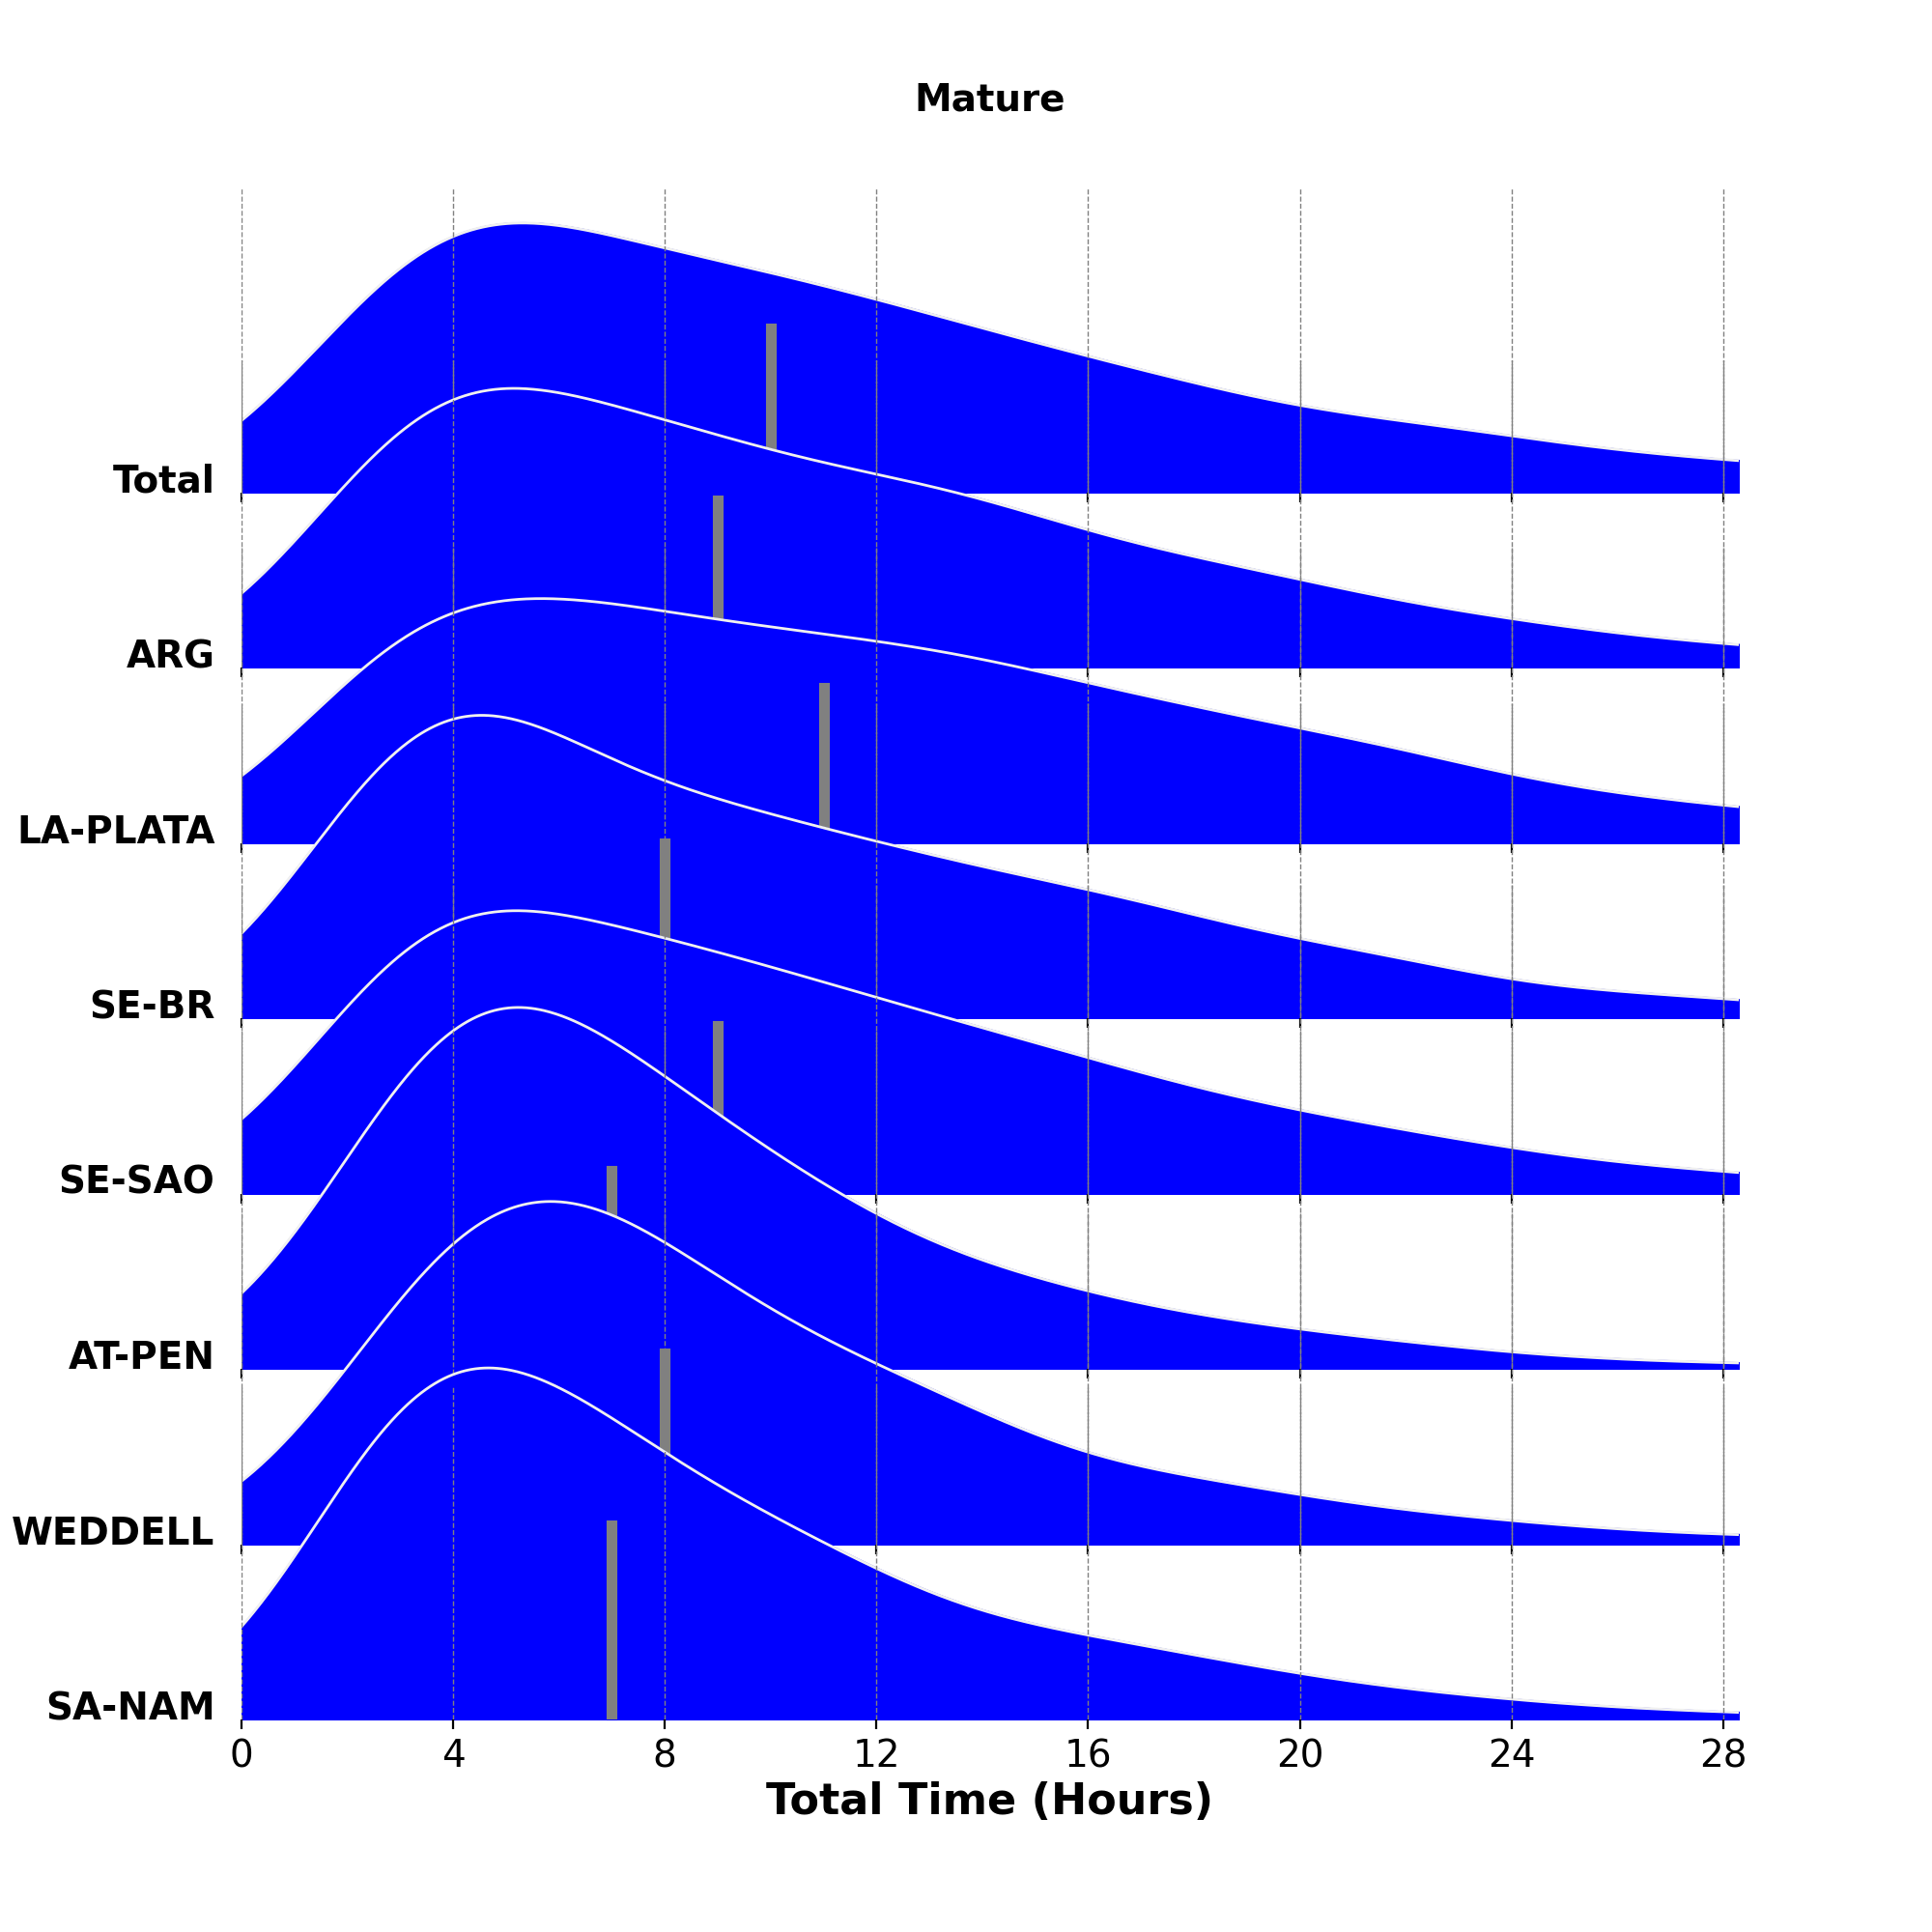 Mature
Total
ARG
LA-PLATA
SE-BR
SE-SAO
AT-PEN
WEDDELL
SA-NAM
0 4 8 12 16 20 24 28
Total Time (Hours)